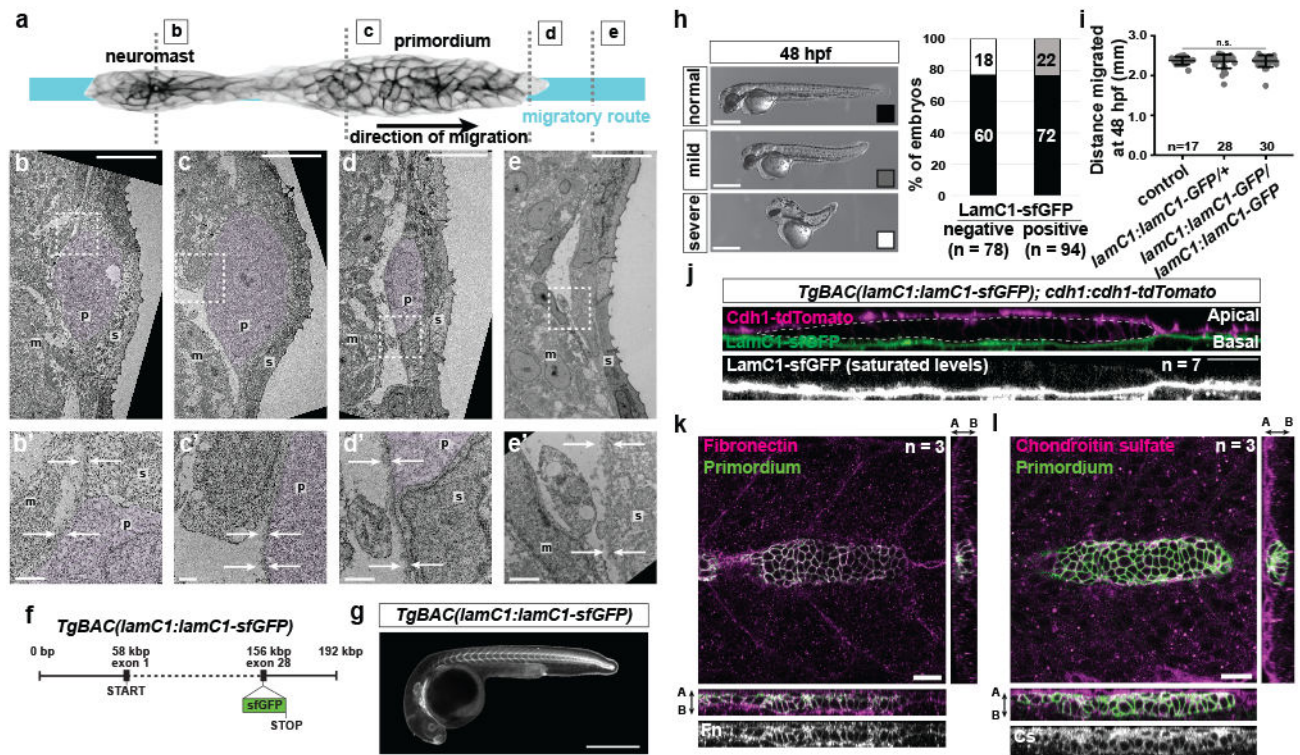 a
b
c
d
e
neuromast
primordium
migratory route
direction of migration
b
c
d
e
p
m
s
p
m
s
p
m
s
m
s
b'
c'
d'
e'
m
s
p
p
p
s
m
s
f
TgBAC(lamC1:lamC1-sfGFP)
0 bp
58 kbp
156 kbp
192 kbp
exon 1
exon 28
START
sfGFP
STOP
g
TgBAC(lamC1:lamC1-sfGFP)
h
48 hpf
normal
mild
severe
% of embryos
100
80
60
40
20
0
18
22
60
72
LamC1-sfGFP
negative
positive
(n = 78)
(n = 94)
i
Distance migrated
at 48 hpf (mm)
3.0
2.0
1.0
0
n.s.
n=17
28
30
control
lamC1:lamC1-GFP/+
lamC1:lamC1-GFP/
lamC1:lamC1-GFP
j
TgBAC(lamC1:lamC1-sfGFP); cdh1:cdh1-tdTomato
Cdh1-tdTomato
Apical
LamC1-sfGFP
Basal
LamC1-sfGFP (saturated levels)
n = 7
k
Fibronectin
n = 3
Primordium
A B
A
B
Fn
l
Chondroitin sulfate
n = 3
Primordium
A B
A
B
Cs